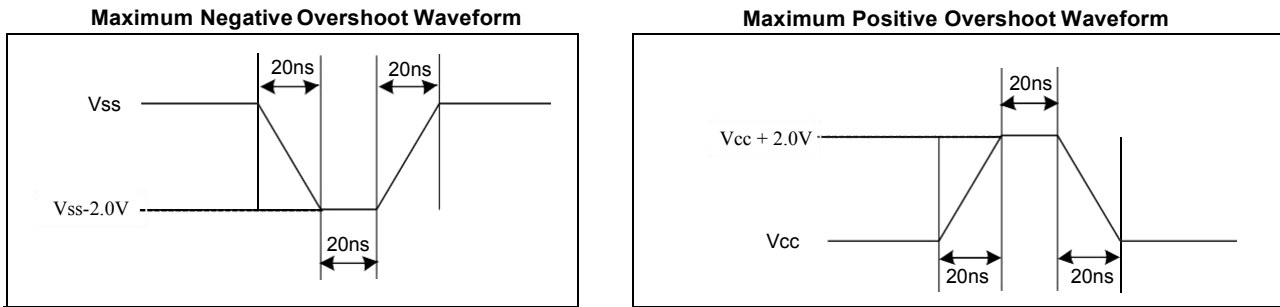 Maximum Negative Overshoot Waveform
20ns
20ns
Vss
Vss-2.0V
20ns
Maximum Positive Overshoot Waveform
20ns
Vcc + 2.0V
Vcc
20ns
20ns